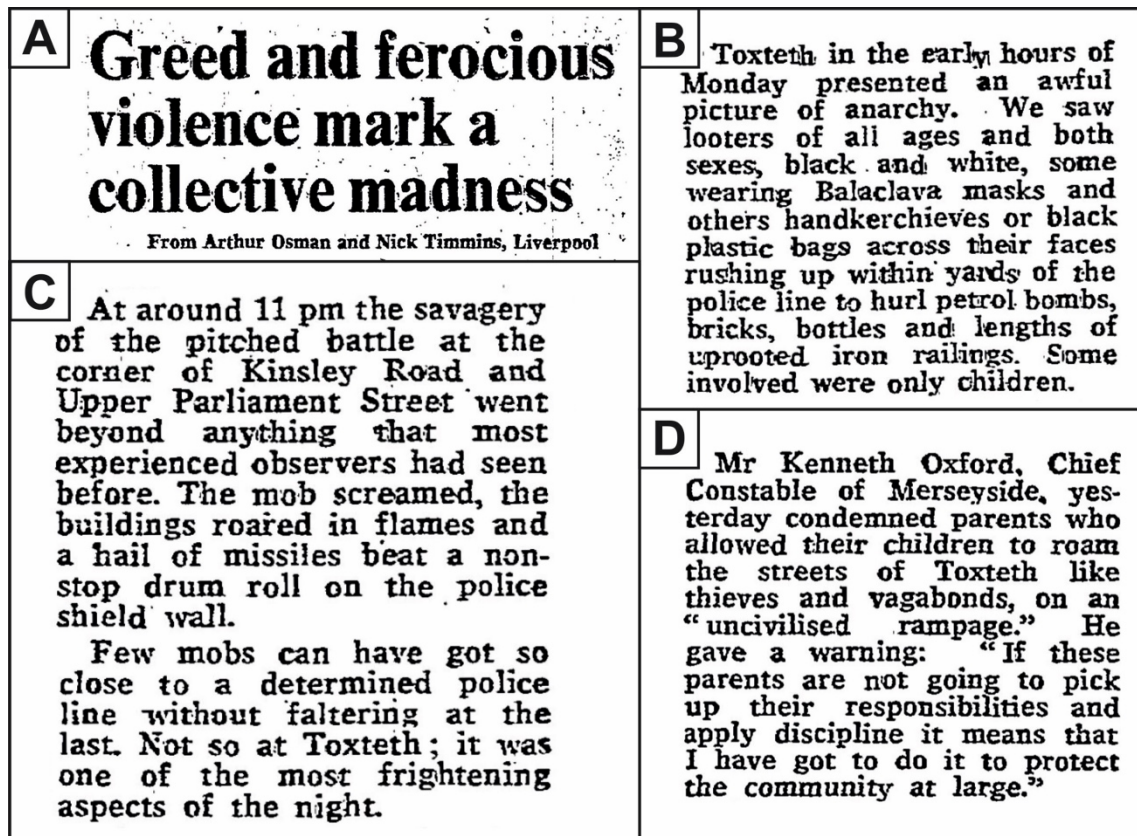 A
Greed and ferocious
violence mark a
collective madness
From Arthur Osman and Nick Timmins, Liverpool
B
Toxteth in the early hours of
Monday presented an awful
picture of anarchy. We saw
looters of all ages and both
sexes, black and white, some
wearing Balaclava masks and
others handkerchieves or black
plastic bags across their faces
rushing up within yards of the
police line to hurl petrol bombs,
bricks, bottles and lengths of
uprooted iron railings. Some
involved were only children.
C
At around 11 pm the savagery
of the pitched battle at the
corner of Kinsley Road and
Upper Parliament Street went
beyond anything that most
experienced observers had seen
before. The mob screamed, the
buildings roared in flames and
a hail of missiles beat a non-
stop drum roll on the police
shield wall.
Few mobs can have got so
close to a determined police
line without faltering at the
last. Not so at Toxteth; it was
one of the most frightening
aspects of the night.
D
Mr Kenneth Oxford, Chief
Constable of Merseyside, yes-
terday condemned parents who
allowed their children to roam
the streets of Toxteth like
thieves and vagabonds, on an
"uncivilised rampage." He
gave a warning: "If these
parents are not going to pick
up their responsibilities and
apply discipline it means that
I have got to do it to protect
the community at large."